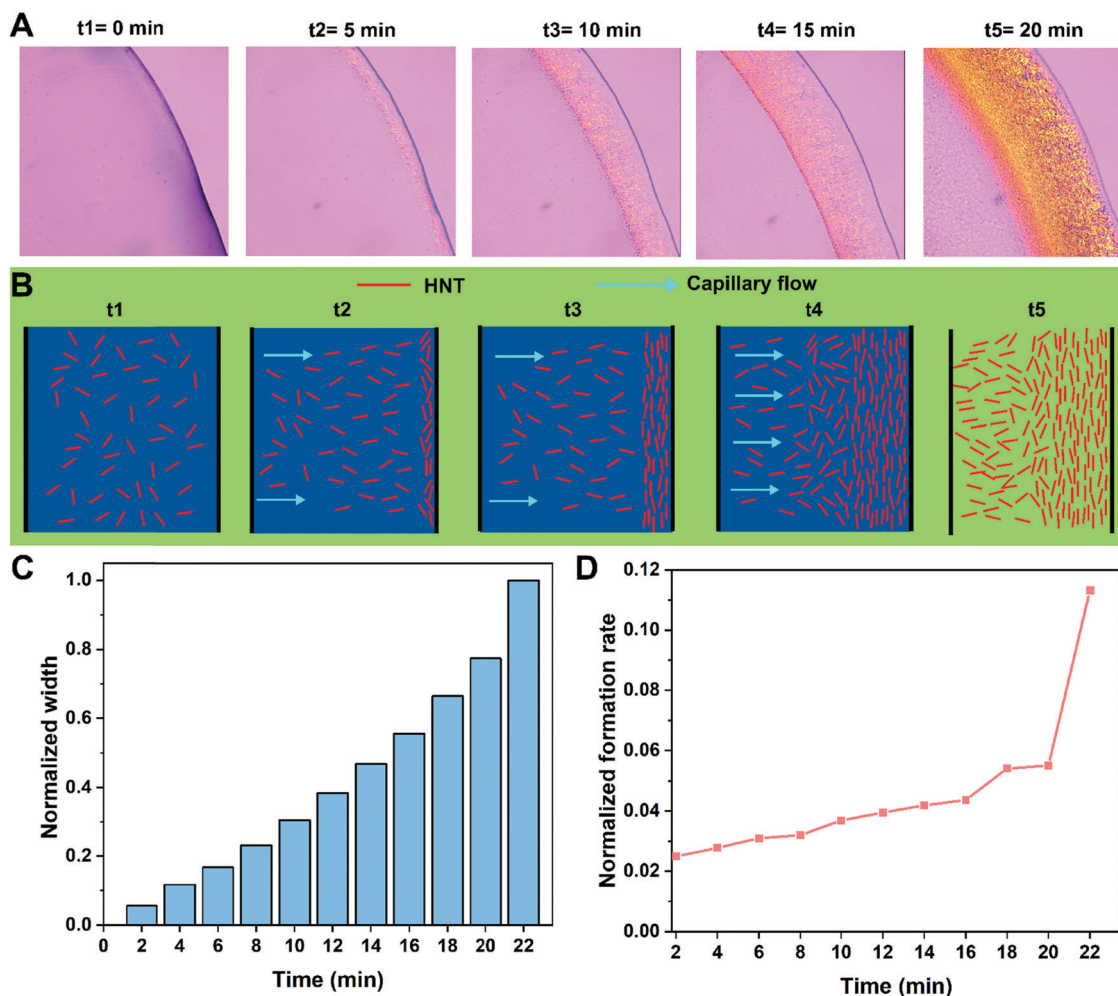 A
t1= 0 min
t2= 5 min
t3= 10 min
t4= 15 min
t5= 20 min
B
HNT
Capillary flow
t1
t2
t3
t4
t5
C
Normalized width
1.0
0.8
0.6
0.4
0.2
0.0
0 2 4 6 8 10 12 14 16 18 20 22
Time (min)
D
Normalized formation rate
0.12
0.10
0.08
0.06
0.04
0.02
0.00
2 4 6 8 10 12 14 16 18 20 22
Time (min)